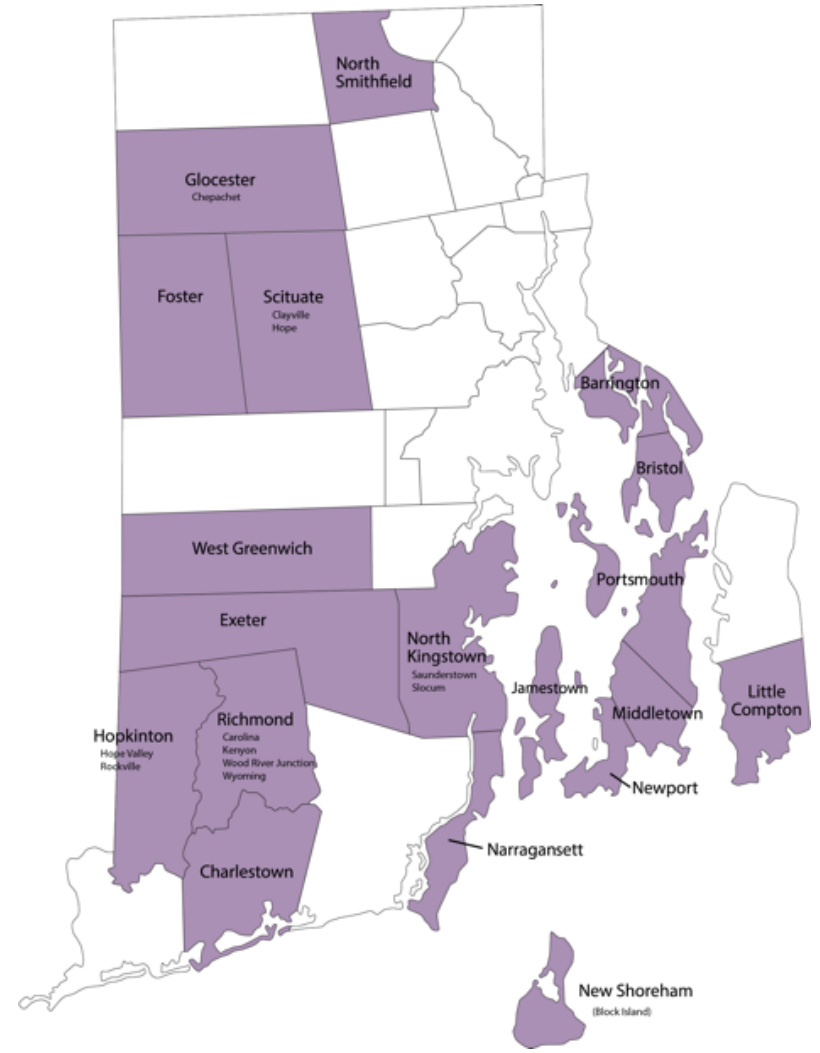 North
Smithfield
Glocester
Chepachet
Foster
Scituate
Clayville
Hope
Barrington
Bristol
West Greenwich
Portsmouth
Exeter
North
Kingstown
Saunderstown
Slocum
Jamestown
Little
Compton
Middletown
Richmond
Carolina
Kenyon
Wood River Junction
Wyoming
Hopkinton
Hope Valley
Rockville
Newport
Narragansett
Charlestown
New Shoreham
(Block Island)